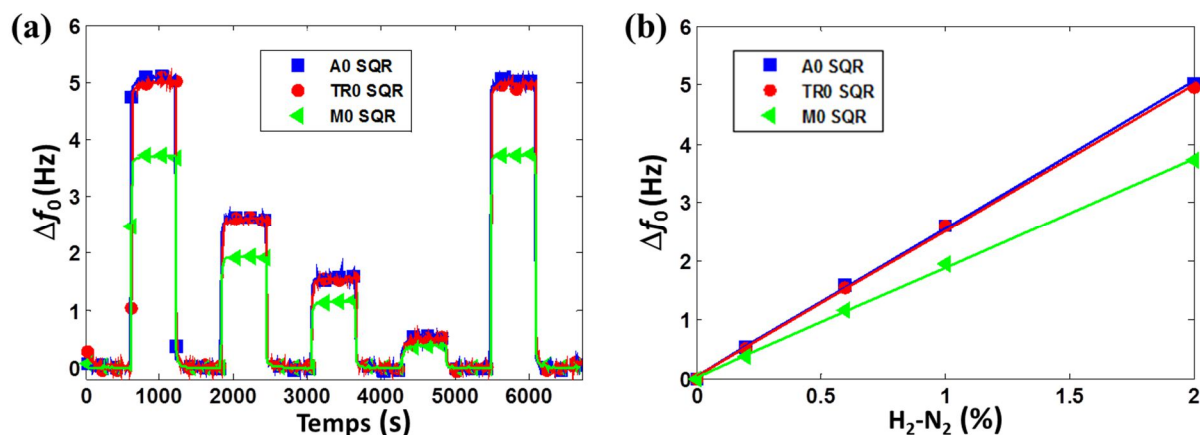 (a)
Δf₀(Hz)
6
5
4
3
2
1
0
A0 SQR
TR0 SQR
M0 SQR
0 1000 2000 3000 4000 5000 6000
Temps (s)
(b)
Δf₀ (Hz)
6
5
4
3
2
1
0
A0 SQR
TR0 SQR
M0 SQR
0 0.5 1 1.5 2
H₂-N₂ (%)